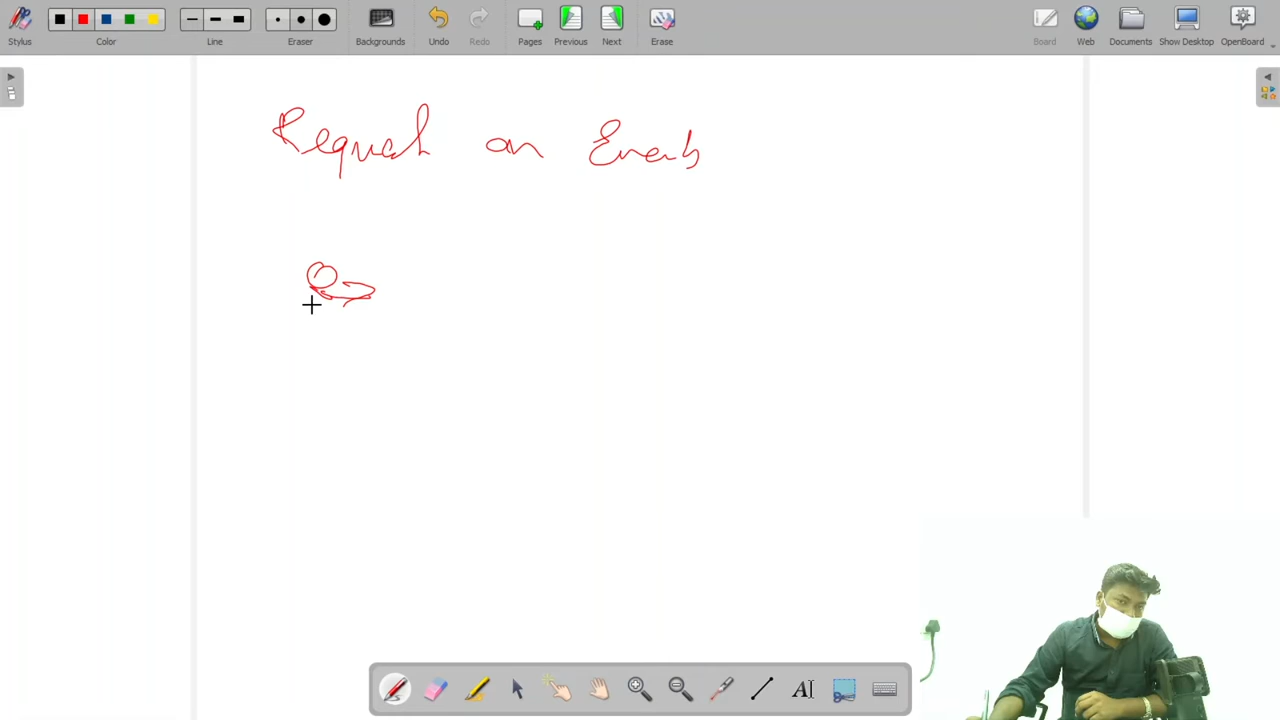 Stylus Color Line Eraser Backgrounds Undo Redo Pages Previous Next Erase Board Web Documents Show Desktop OpenBoard
Request on Events